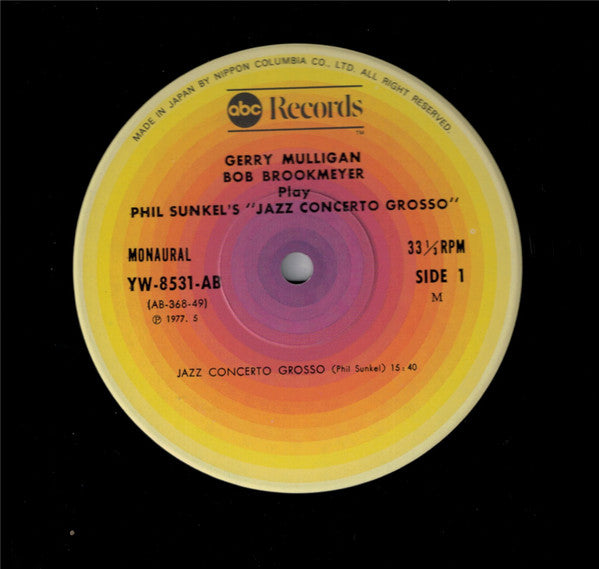 MADE IN JAPAN BY NIPPON COLUMBIA CO., LTD. ALL RIGHT RESERVED.
abc Records
TM
GERRY MULLIGAN
BOB BROOKMEYER
Play
PHIL SUNKEL'S "JAZZ CONCERTO GROSSO"
MONAURAL
33 1/3 RPM
YW-8531-AB
SIDE 1
(AB-368-49)
M
℗ 1977. 5
JAZZ CONCERTO GROSSO (Phil Sunkel) 15:40